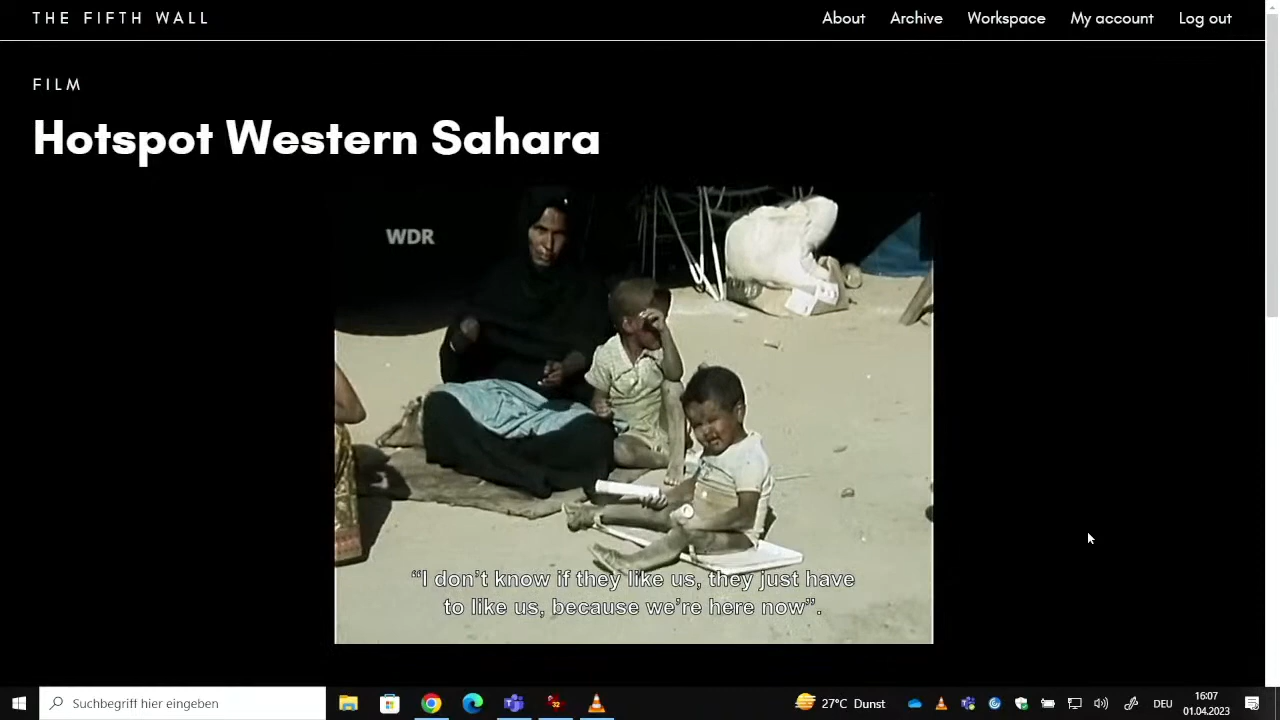 THE FIFTH WALL
About Archive Workspace My account Log out
FILM
Hotspot Western Sahara
WDR
“I don’t know if they like us, they just have
to like us, because we’re here now”.
Suchbegriff hier eingeben
32
27°C Dunst
DEU
16:07
01.04.2023